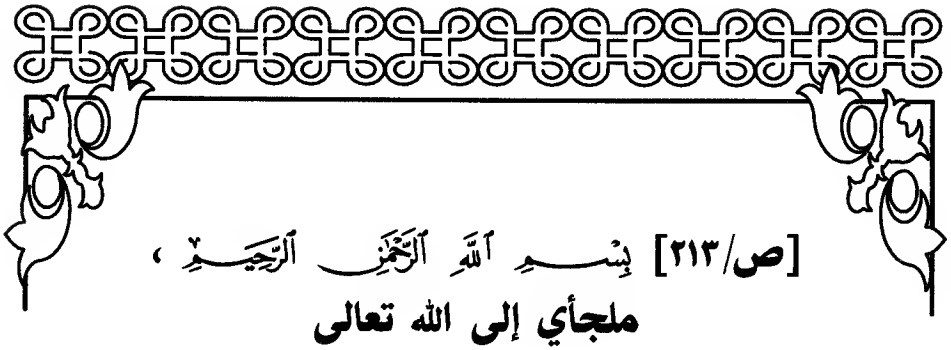 [ص/٢١٣] بِسْمِ ٱللَّهِ ٱلرَّحْمَٰنِ ٱلرَّحِيمِ ،
ملجأي إلى الله تعالى